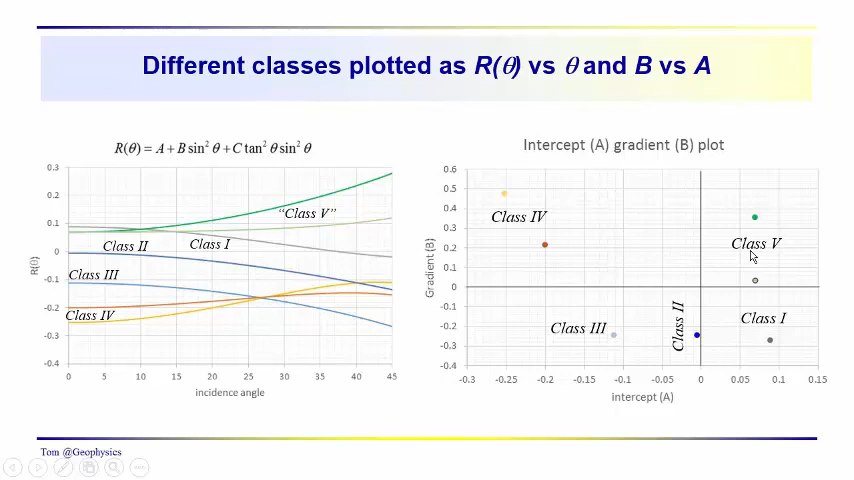 Different classes plotted as R(θ) vs θ and B vs A
R(θ) = A + B sin² θ + C tan² θ sin² θ
0.3
0.2
0.1
0
-0.1
-0.2
-0.3
-0.4
R(θ)
"Class V"
Class II
Class I
Class III
Class IV
0 5 10 15 20 25 30 35 40 45
incidence angle
Intercept (A) gradient (B) plot
0.6
0.5
0.4
0.3
0.2
0.1
0
-0.1
-0.2
-0.3
-0.4
Gradient (B)
Class IV
Class V
Class III
Class II
Class I
-0.3 -0.25 -0.2 -0.15 -0.1 -0.05 0 0.05 0.1 0.15
intercept (A)
Tom @Geophysics